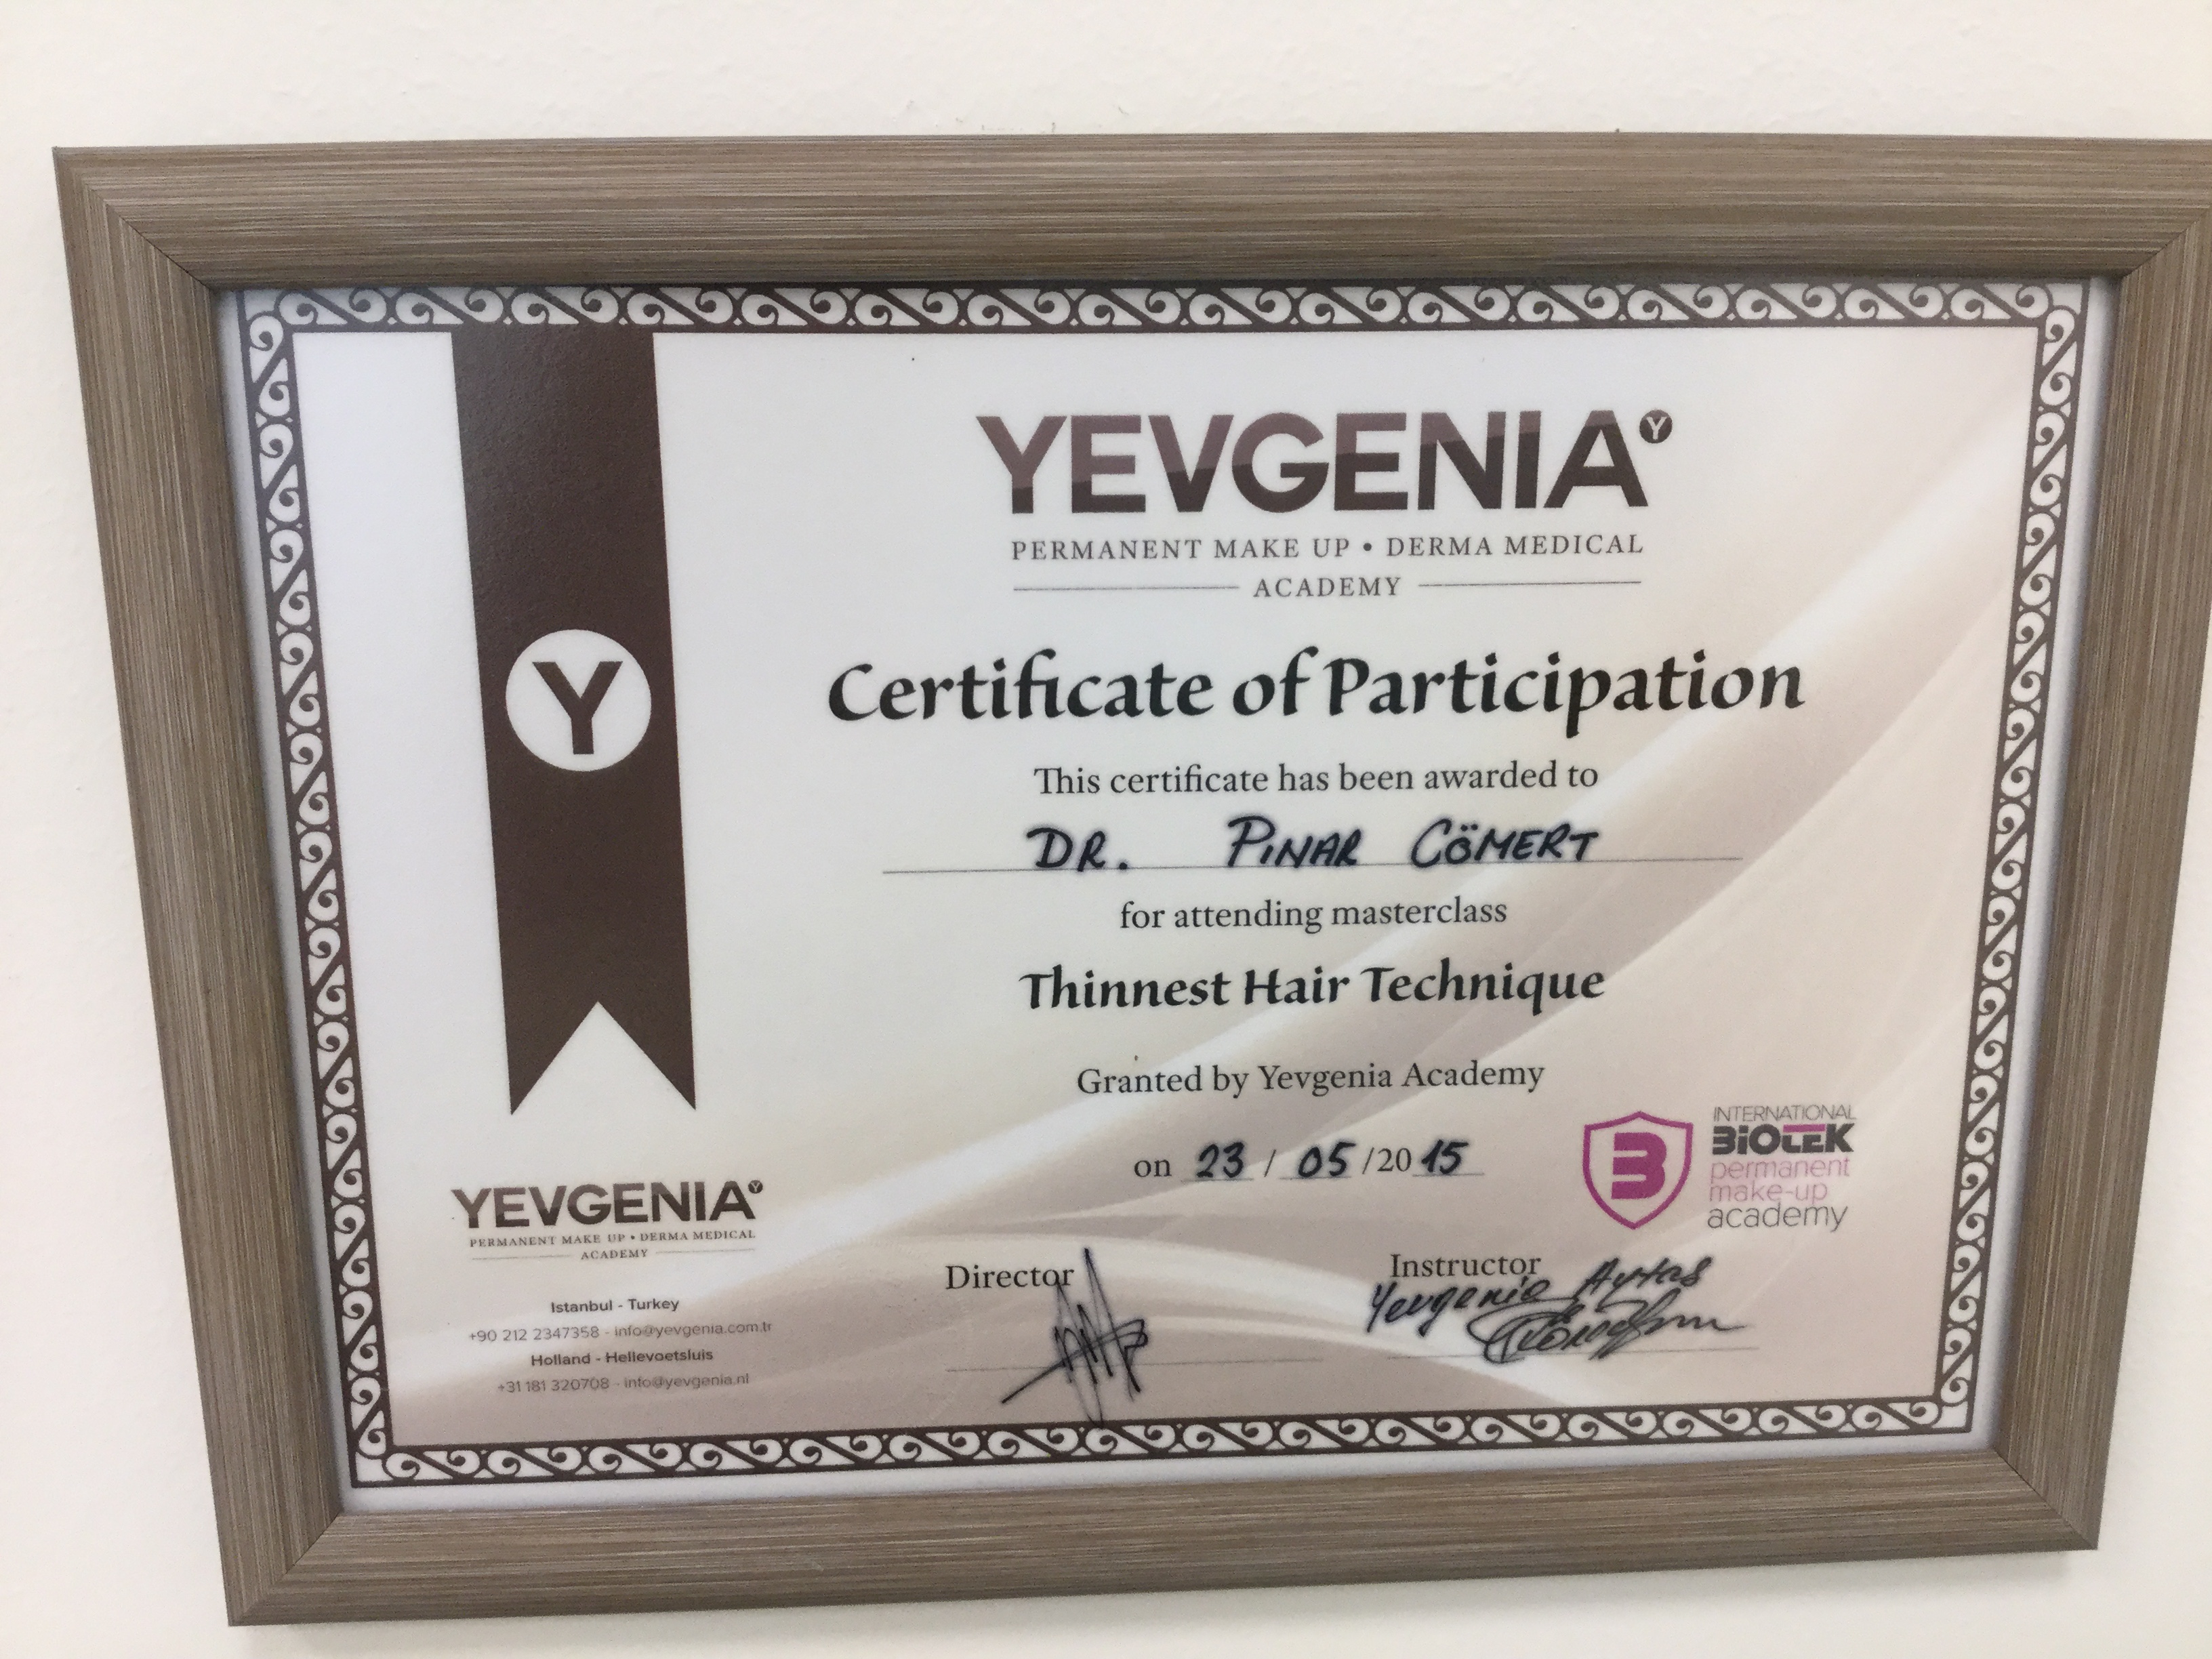 YEVGENIA Y
PERMANENT MAKE UP • DERMA MEDICAL
ACADEMY
Y
Certificate of Participation
This certificate has been awarded to
DR. PINAR CÖMERT
for attending masterclass
Thinnest Hair Technique
Granted by Yevgenia Academy
on 23 / 05 / 2015
3
INTERNATIONAL
BiOTEK
permanent
make-up
academy
YEVGENIA Y
PERMANENT MAKE UP • DERMA MEDICAL
ACADEMY
Istanbul - Turkey
+90 212 2347358 - info@yevgenia.com.tr
Holland - Hellevoetsluis
+31 181 320708 - info@yevgenia.nl
Director
Instructor
Yevgenia Aytas